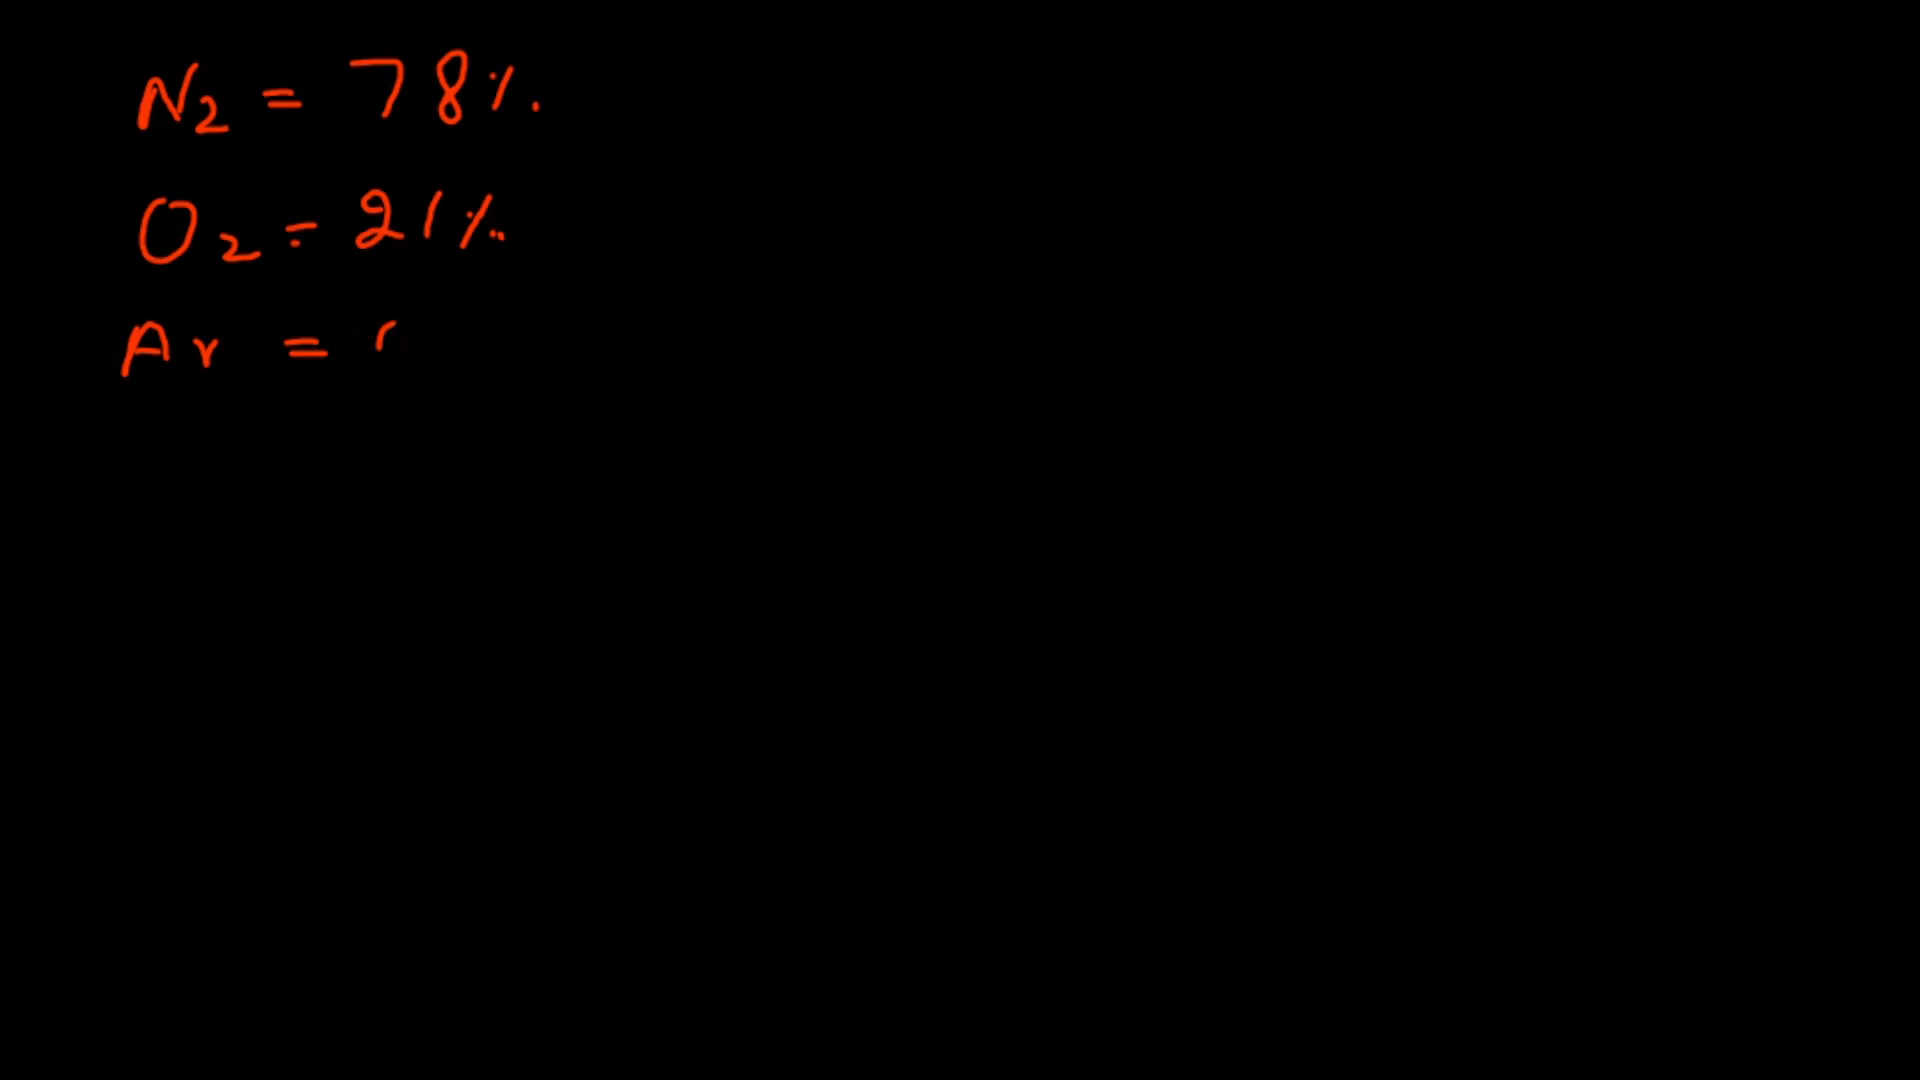 N2 = 78%.
O2 = 21%.
Ar =